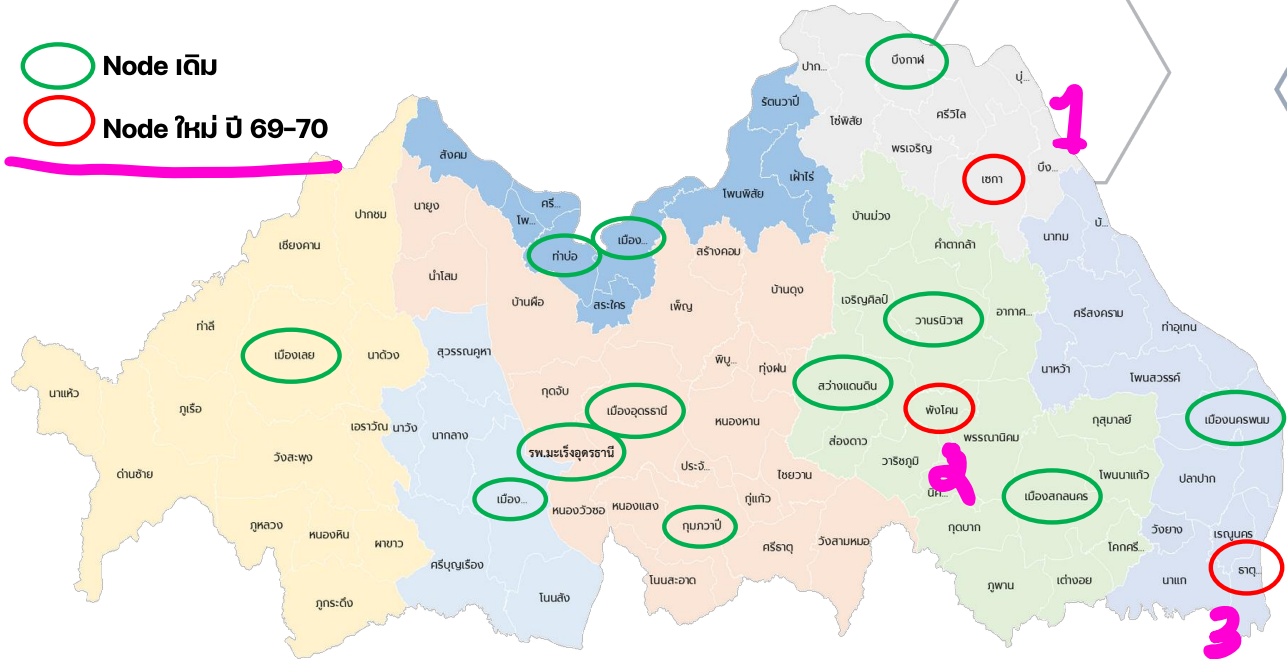 Node เดิม
Node ใหม่ ปี 69-70
บึงกาฬ
ปาก...
บุ่...
รัตนวาปี
ศรีวิไล
โซ่พิสัย
1
พรเจริญ
สังคม
บึง...
เซกา
เฝ้าไร่
โพนพิสัย
นายูง
ศรี...
ปากชม
โพ...
บ้านม่วง
บ้...
เมือง...
นาทม
เชียงคาน
คำตากล้า
สร้างคอม
ท่าบ่อ
น้ำโสม
บ้านดุง
บ้านผือ
เจริญศิลป์
สระใคร
เพ็ญ
อากาศ...
ศรีสงคราม
วานรนิวาส
ท่าลี่
ท่าอุเทน
สุวรรณคูหา
เมืองเลย
นาด้วง
พิบู...
ทุ่งฝน
นาหว้า
โพนสวรรค์
สว่างแดนดิน
นาแห้ว
กุดจับ
ภูเรือ
เมืองอุดรธานี
พังโคน
เมืองนครพนม
หนองหาน
กุสุมาลย์
เอราวัณ
นาวัง
นากลาง
พรรณานิคม
ส่องดาว
รพ.มะเร็งอุดรธานี
วังสะพุง
วาริชภูมิ
ประจั...
ไชยวาน
ด่านซ้าย
โพนนาแก้ว
ปลาปาก
2
นิค...
เมือง...
กู่แก้ว
เมืองสกลนคร
หนองวัวซอ
หนองแสง
ภูหลวง
กุมภวาปี
กุดบาก
วังยาง
เรณูนคร
หนองหิน
ผาขาว
ศรีธาตุ
วังสามหมอ
โคกศรี...
ศรีบุญเรือง
ธาตุ...
โนนสะอาด
เต่างอย
นาแก
ภูพาน
โนนสัง
ภูกระดึง
3